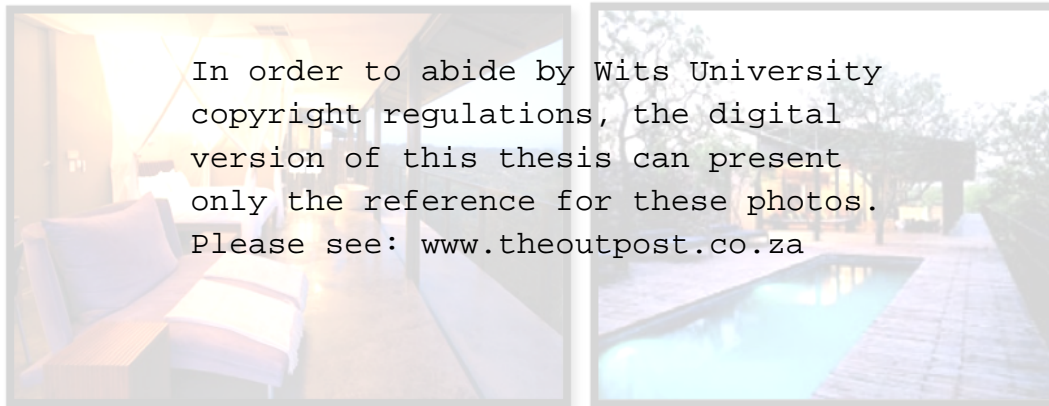 In order to abide by Wits University
copyright regulations, the digital
version of this thesis can present
only the reference for these photos.
Please see: www.theoutpost.co.za